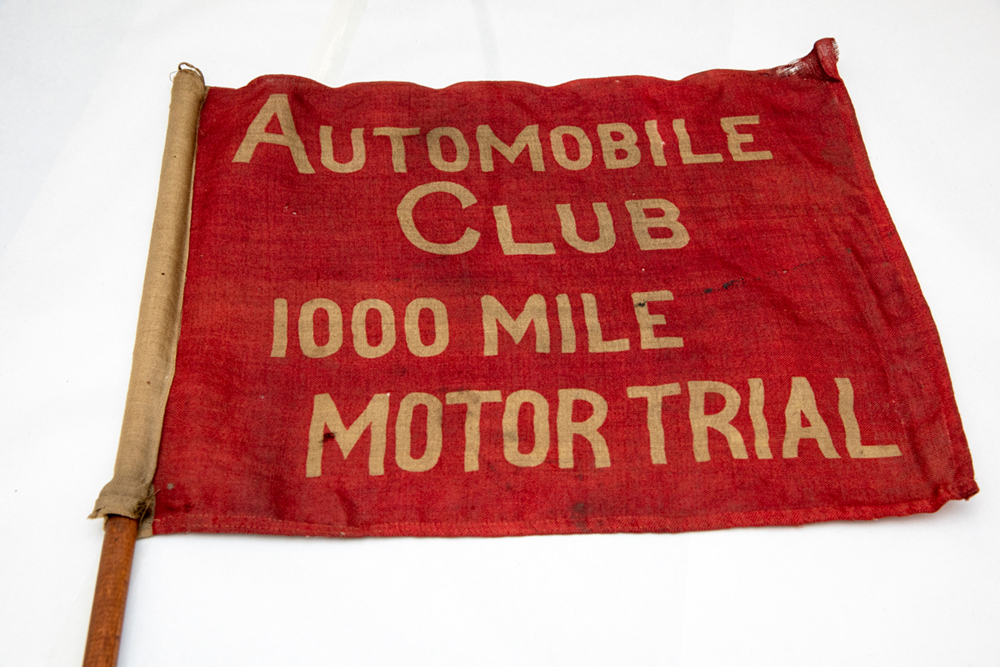 AUTOMOBILE
CLUB
1000 MILE
MOTOR TRIAL